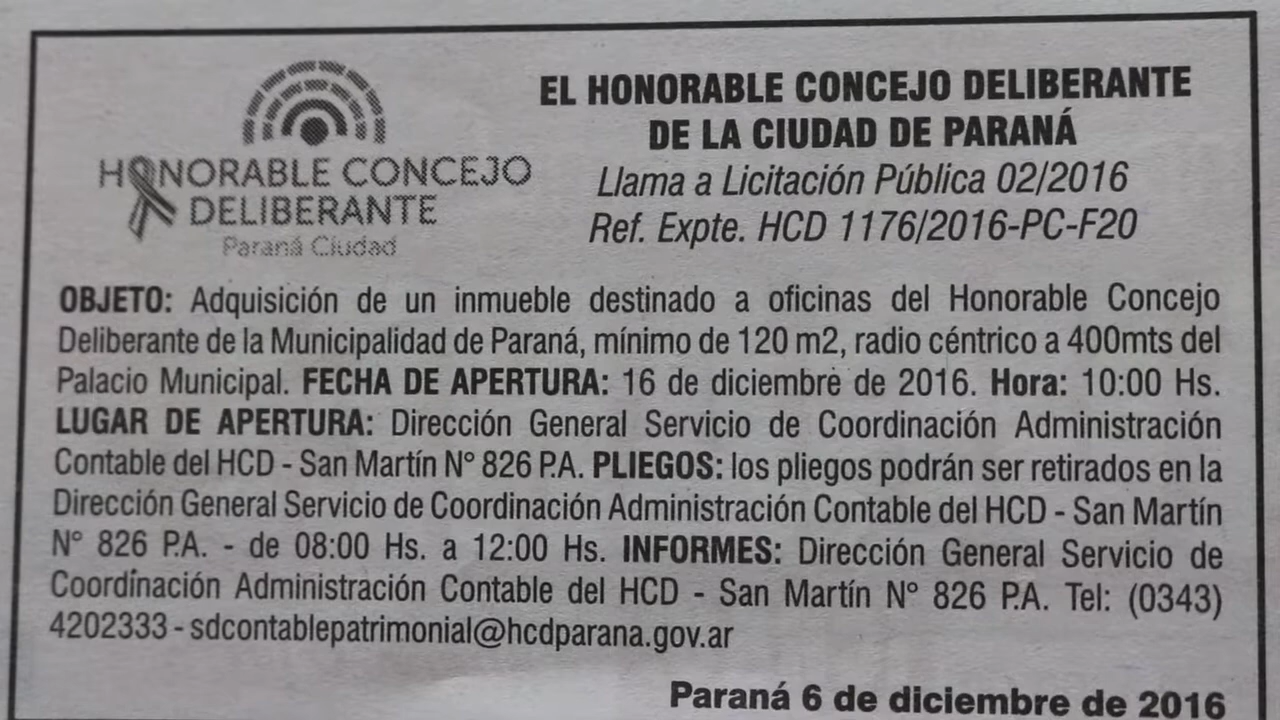 HONORABLE CONCEJO
DELIBERANTE
Paraná Ciudad
EL HONORABLE CONCEJO DELIBERANTE
DE LA CIUDAD DE PARANÁ
Llama a Licitación Pública 02/2016
Ref. Expte. HCD 1176/2016-PC-F20
OBJETO: Adquisición de un inmueble destinado a oficinas del Honorable Concejo
Deliberante de la Municipalidad de Paraná, mínimo de 120 m2, radio céntrico a 400mts del
Palacio Municipal. FECHA DE APERTURA: 16 de diciembre de 2016. Hora: 10:00 Hs.
LUGAR DE APERTURA: Dirección General Servicio de Coordinación Administración
Contable del HCD - San Martín N° 826 P.A. PLIEGOS: los pliegos podrán ser retirados en la
Dirección General Servicio de Coordinación Administración Contable del HCD - San Martín
N° 826 P.A. - de 08:00 Hs. a 12:00 Hs. INFORMES: Dirección General Servicio de
Coordinación Administración Contable del HCD - San Martín N° 826 P.A. Tel: (0343)
4202333 - sdcontablepatrimonial@hcdparana.gov.ar
Paraná 6 de diciembre de 2016